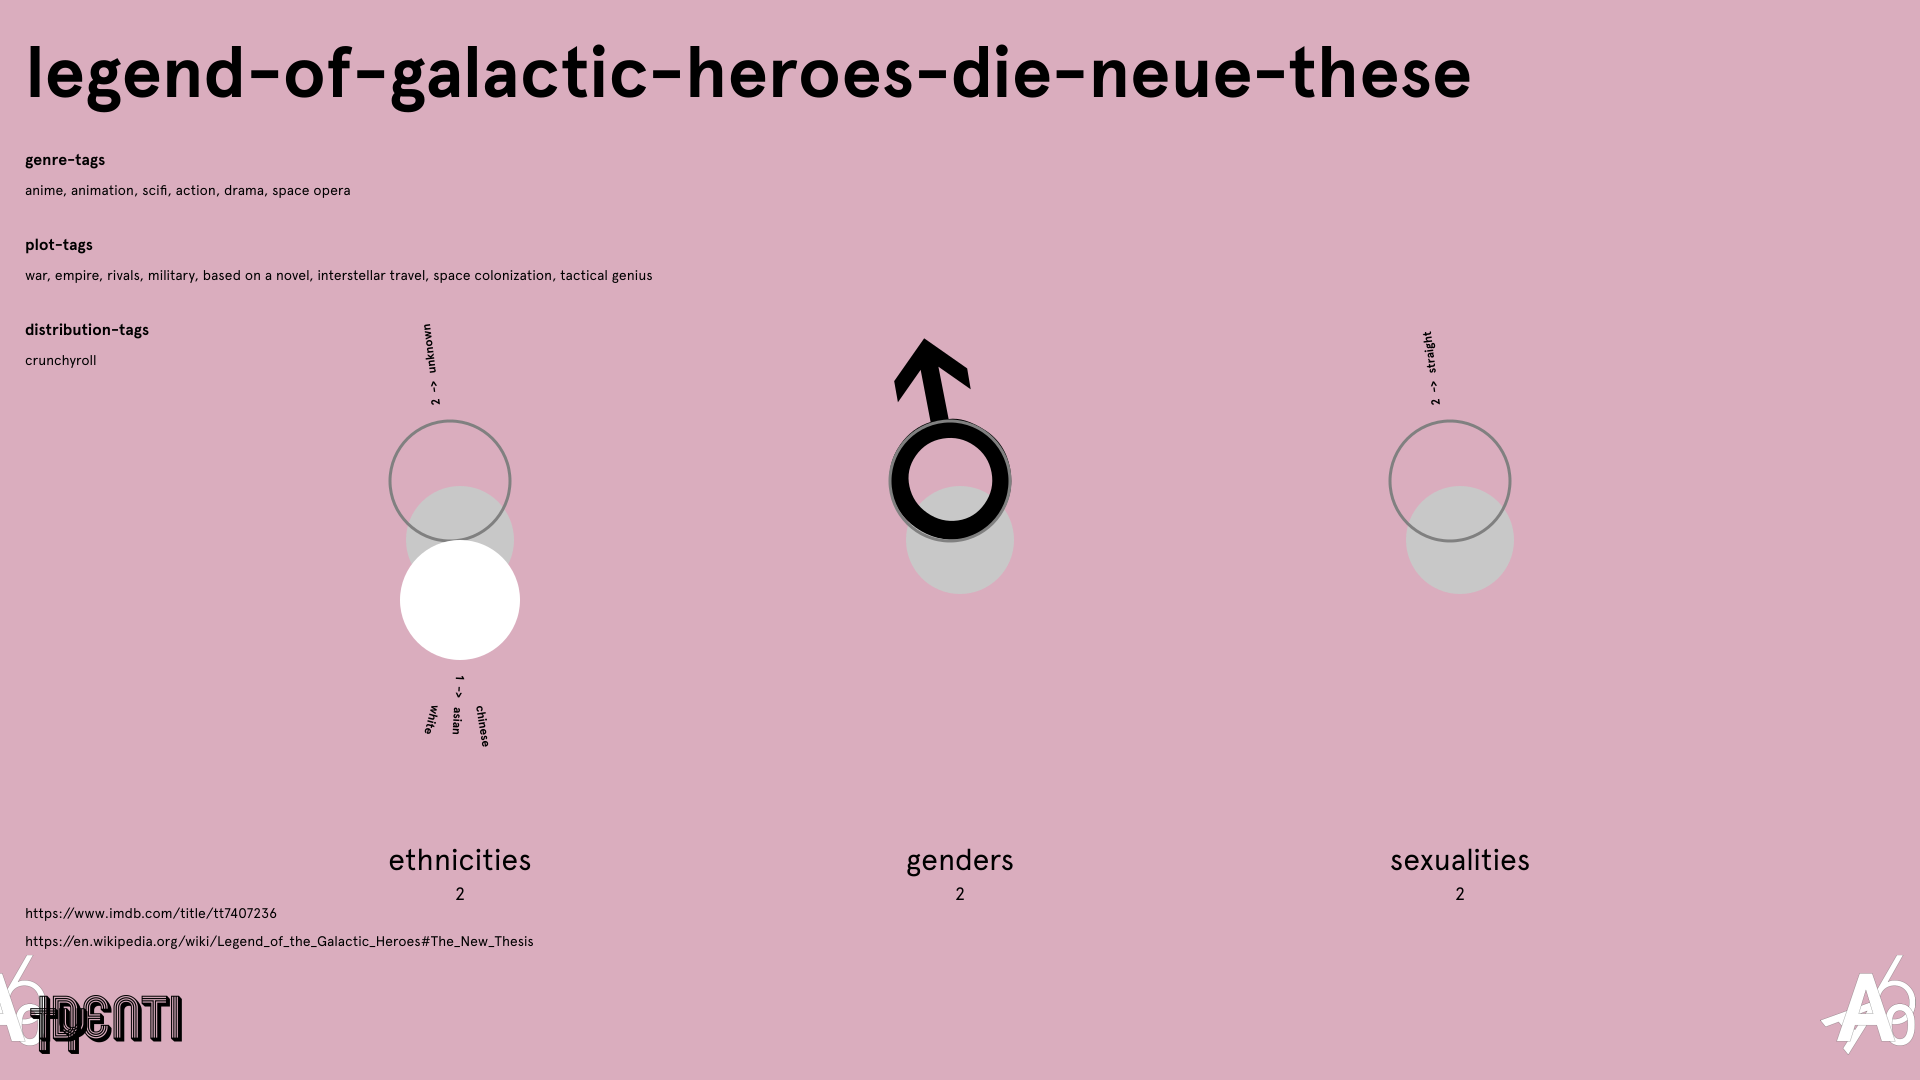 legend-of-galactic-heroes-die-neue-these
genre-tags
anime, animation, scifi, action, drama, space opera
plot-tags
war, empire, rivals, military, based on a novel, interstellar travel, space colonization, tactical genius
distribution-tags
crunchyroll
2 -> unknown
2 -> straight
1 ->
white
asian
chinese
ethnicities
2
genders
2
sexualities
2
https://www.imdb.com/title/tt7407236
https://en.wikipedia.org/wiki/Legend_of_the_Galactic_Heroes#The_New_Thesis
IDENTI